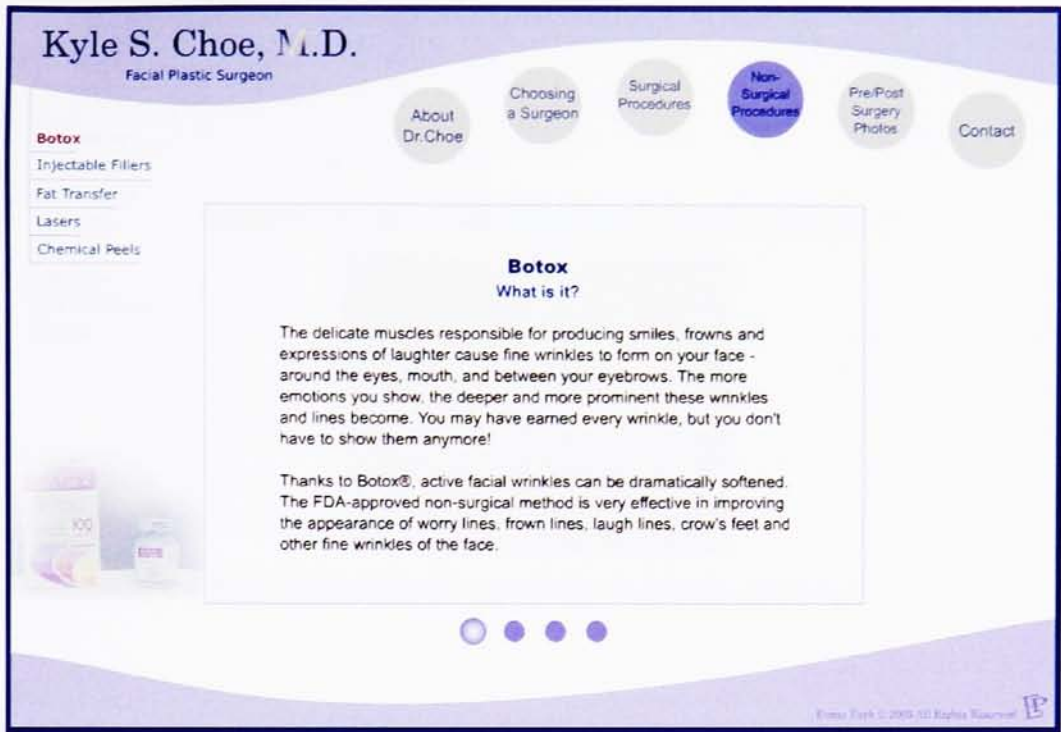 Kyle S. Choe, M.D.
Facial Plastic Surgeon
About
Dr.Choe
Choosing
a Surgeon
Surgical
Procedures
Non-
Surgical
Procedures
Pre/Post
Surgery
Photos
Contact
Botox
Injectable Fillers
Fat Transfer
Lasers
Chemical Peels
Botox
What is it?
The delicate muscles responsible for producing smiles, frowns and
expressions of laughter cause fine wrinkles to form on your face -
around the eyes, mouth, and between your eyebrows. The more
emotions you show, the deeper and more prominent these wrinkles
and lines become. You may have earned every wrinkle, but you don't
have to show them anymore!
Thanks to Botox®, active facial wrinkles can be dramatically softened.
The FDA-approved non-surgical method is very effective in improving
the appearance of worry lines, frown lines, laugh lines, crow's feet and
other fine wrinkles of the face.
100
Park © 2005 All Rights Reserved